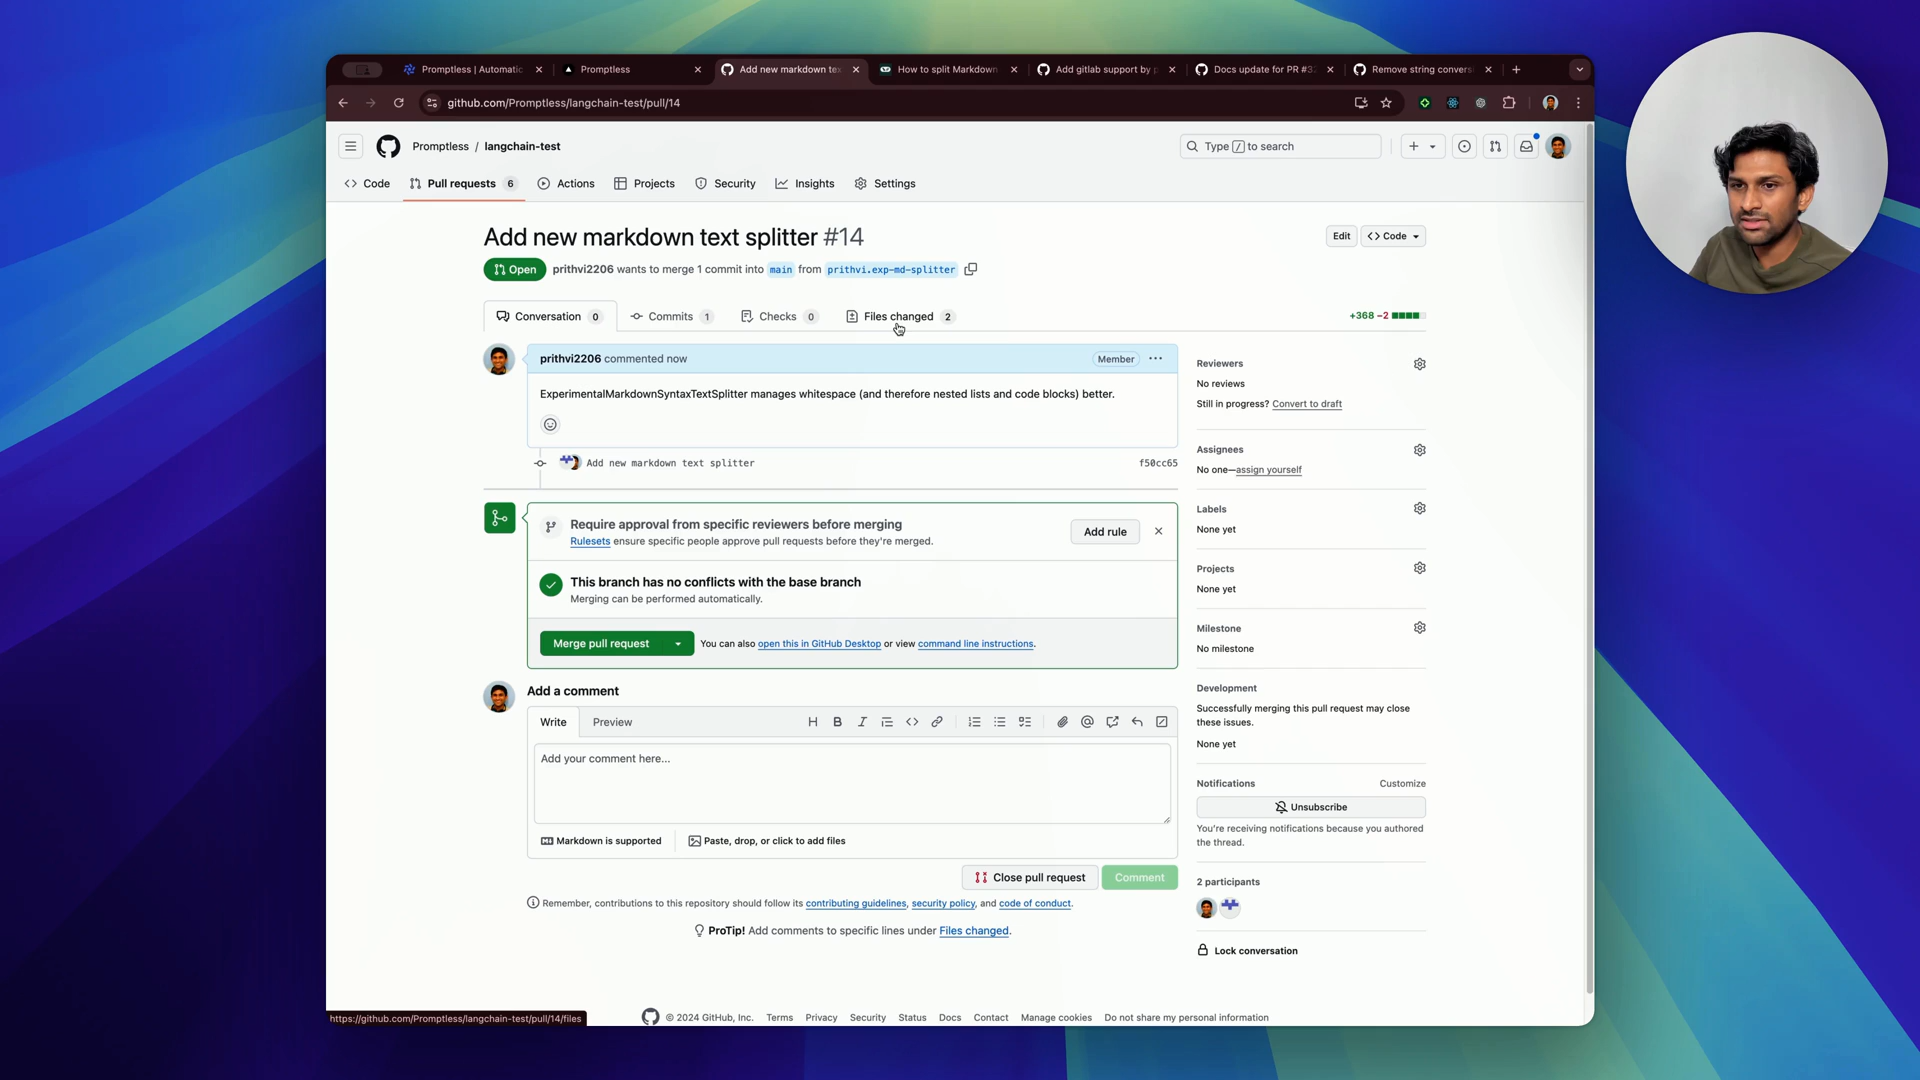 Promptless | Automatic
Promptless
Add new markdown tex
How to split Markdown
Add gitlab support by p
Docs update for PR #3
Remove string convers
github.com/Promptless/langchain-test/pull/14
Promptless / langchain-test
Type / to search
Code
Pull requests 6
Actions
Projects
Security
Insights
Settings
Add new markdown text splitter #14
Edit
Code
Open
prithvi2206 wants to merge 1 commit into main from prithvi.exp-md-splitter
Conversation 0
Commits 1
Checks 0
Files changed 2
+368 −2
prithvi2206 commented now
Member
ExperimentalMarkdownSyntaxTextSplitter manages whitespace (and therefore nested lists and code blocks) better.
Add new markdown text splitter
f50cc65
Require approval from specific reviewers before merging
Rulesets ensure specific people approve pull requests before they're merged.
Add rule
This branch has no conflicts with the base branch
Merging can be performed automatically.
Merge pull request
You can also open this in GitHub Desktop or view command line instructions.
Add a comment
Write
Preview
Add your comment here...
Markdown is supported
Paste, drop, or click to add files
Close pull request
Comment
Remember, contributions to this repository should follow its contributing guidelines, security policy, and code of conduct.
ProTip! Add comments to specific lines under Files changed.
Reviewers
No reviews
Still in progress? Convert to draft
Assignees
No one—assign yourself
Labels
None yet
Projects
None yet
Milestone
No milestone
Development
Successfully merging this pull request may close
these issues.
None yet
Notifications
Customize
Unsubscribe
You're receiving notifications because you authored
the thread.
2 participants
Lock conversation
https://github.com/Promptless/langchain-test/pull/14/files
© 2024 GitHub, Inc.
Terms
Privacy
Security
Status
Docs
Contact
Manage cookies
Do not share my personal information